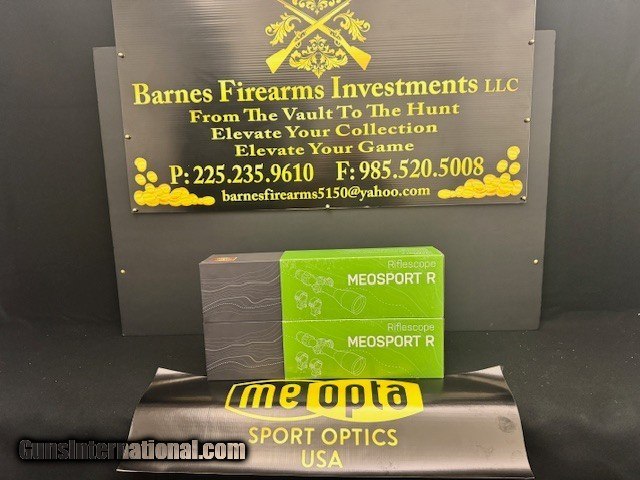 Barnes Firearms Investments LLC
From The Vault To The Hunt
Elevate Your Collection
Elevate Your Game
P: 225.235.9610 F: 985.520.5008
barnesfirearms5150@yahoo.com
Riflescope
MEOSPORT R
Riflescope
MEOSPORT R
meopta
SPORT OPTICS
USA
GunsInternational.com